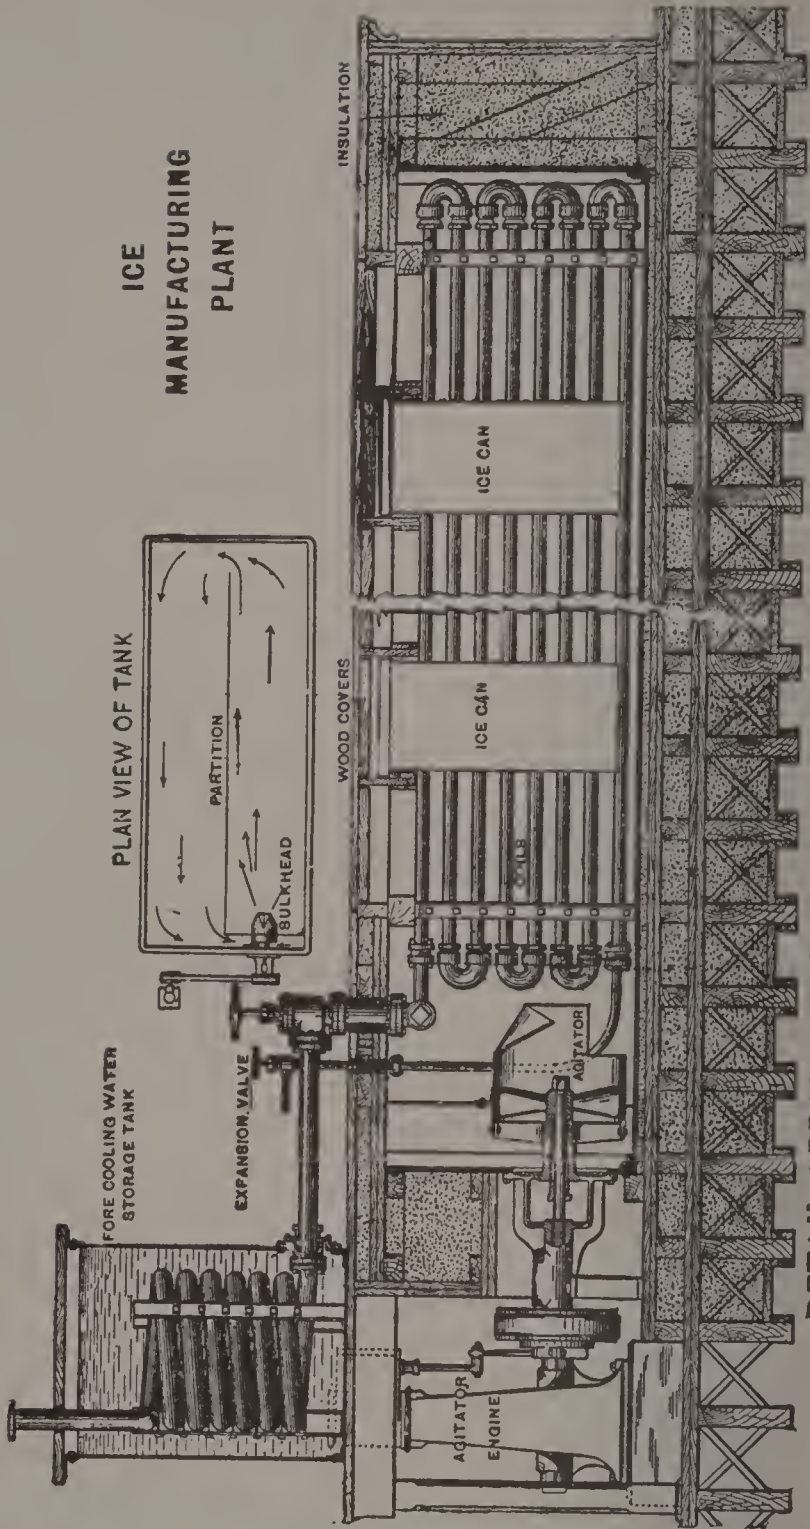 ICE
MANUFACTURING
PLANT
PLAN VIEW OF TANK
PARTITION
BULKHEAD
FORE COOLING WATER
STORAGE TANK
EXPANSION VALVE
WOOD COVERS
INSULATION
ICE CAN
ICE CAN
COILS
AGITATOR
AGITATOR
ENGINE